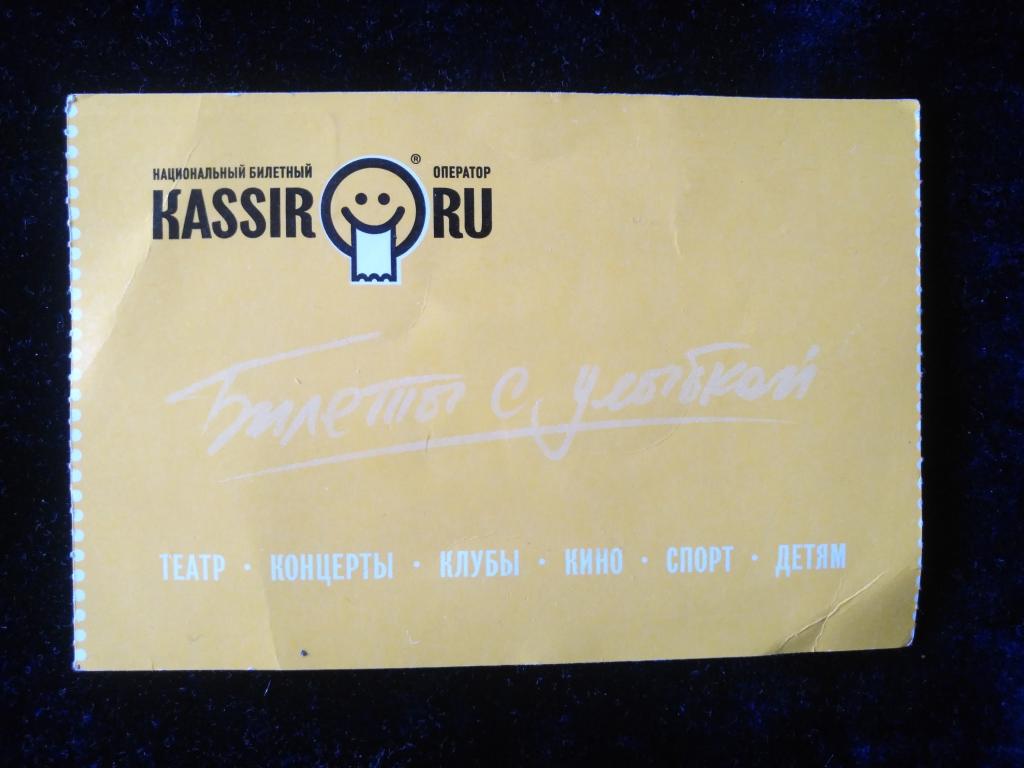 НАЦИОНАЛЬНЫЙ БИЛЕТНЫЙ ® ОПЕРАТОР
KASSIR RU
Билеты с улыбкой
ТЕАТР · КОНЦЕРТЫ · КЛУБЫ · КИНО · СПОРТ · ДЕТЯМ